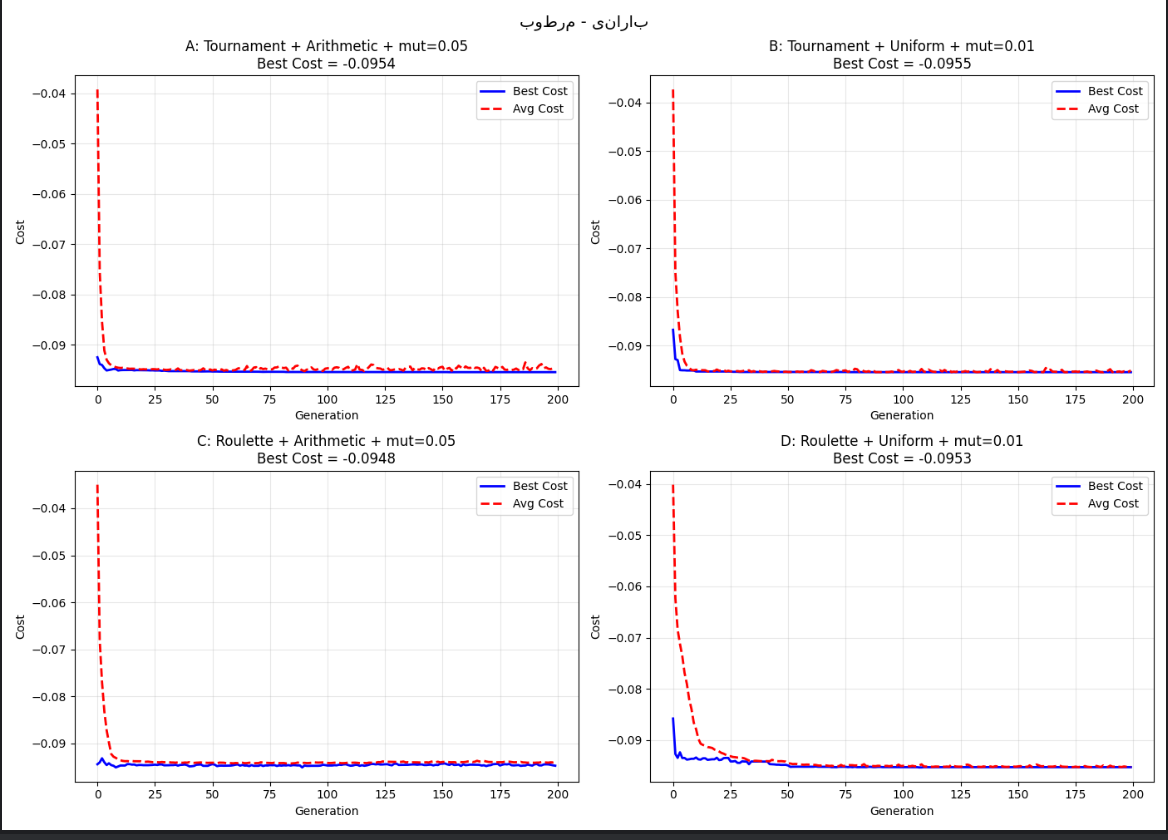 بارانی - مرطوب
A: Tournament + Arithmetic + mut=0.05
Best Cost = -0.0954
Best Cost
Avg Cost
−0.04
−0.05
−0.06
−0.07
−0.08
−0.09
Cost
0 25 50 75 100 125 150 175 200
Generation
B: Tournament + Uniform + mut=0.01
Best Cost = -0.0955
Best Cost
Avg Cost
−0.04
−0.05
−0.06
−0.07
−0.08
−0.09
Cost
0 25 50 75 100 125 150 175 200
Generation
C: Roulette + Arithmetic + mut=0.05
Best Cost = -0.0948
Best Cost
Avg Cost
−0.04
−0.05
−0.06
−0.07
−0.08
−0.09
Cost
0 25 50 75 100 125 150 175 200
Generation
D: Roulette + Uniform + mut=0.01
Best Cost = -0.0953
Best Cost
Avg Cost
−0.04
−0.05
−0.06
−0.07
−0.08
−0.09
Cost
0 25 50 75 100 125 150 175 200
Generation